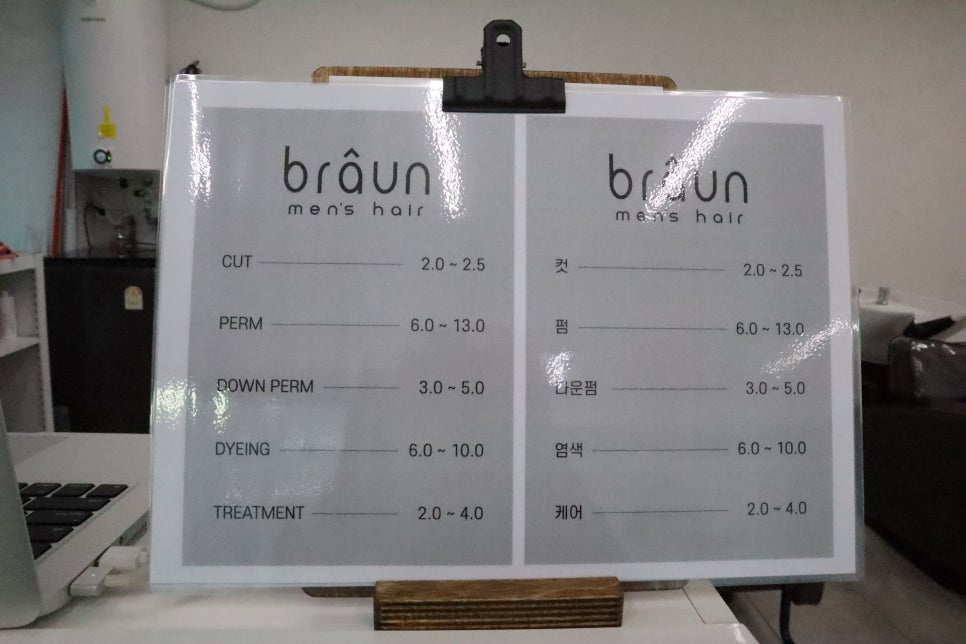 brâun
men's hair
CUT 2.0 ~ 2.5
PERM 6.0 ~ 13.0
DOWN PERM 3.0 ~ 5.0
DYEING 6.0 ~ 10.0
TREATMENT 2.0 ~ 4.0
brâun
men's hair
컷 2.0 ~ 2.5
펌 6.0 ~ 13.0
다운펌 3.0 ~ 5.0
염색 6.0 ~ 10.0
케어 2.0 ~ 4.0